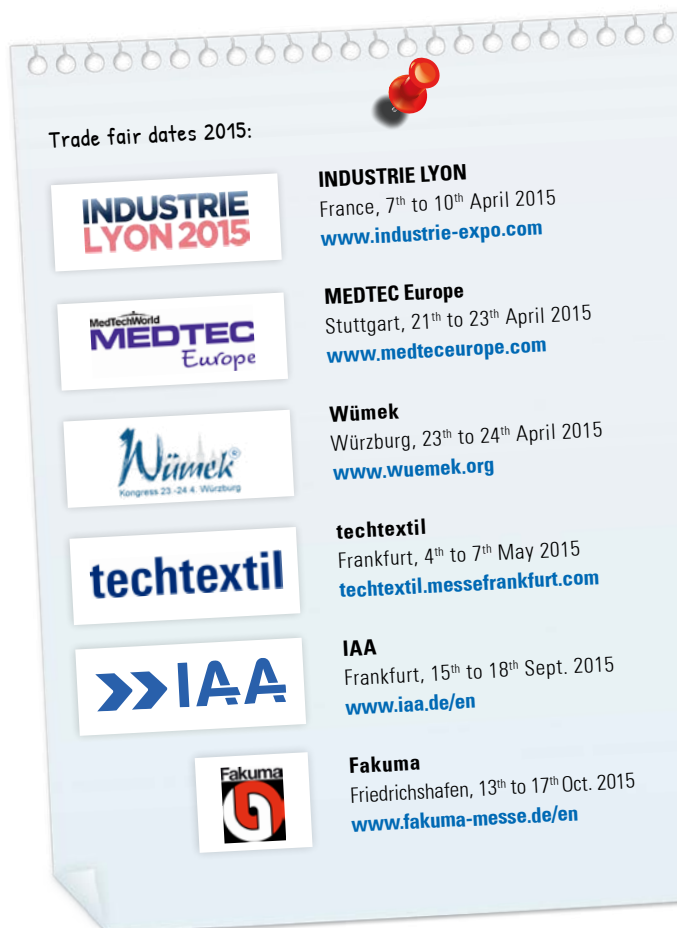 Trade fair dates 2015:
INDUSTRIE
LYON 2015
INDUSTRIE LYON
France, 7th to 10th April 2015
www.industrie-expo.com
MedTechWorld
MEDTEC
Europe
MEDTEC Europe
Stuttgart, 21th to 23th April 2015
www.medteceurope.com
Wümek®
Kongress 23.-24 4. Würzburg
Wümek
Würzburg, 23th to 24th April 2015
www.wuemek.org
techtextil
techtextil
Frankfurt, 4th to 7th May 2015
techtextil.messefrankfurt.com
IAA
IAA
Frankfurt, 15th to 18th Sept. 2015
www.iaa.de/en
Fakuma
Fakuma
Friedrichshafen, 13th to 17th Oct. 2015
www.fakuma-messe.de/en